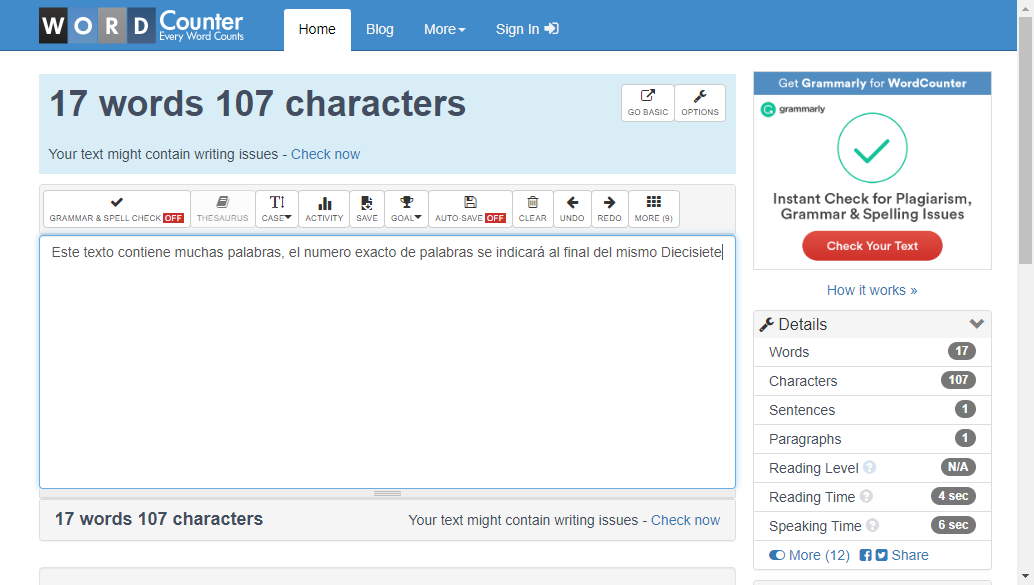 WORD Counter
Every Word Counts
Home
Blog
More
Sign In
17 words 107 characters
GO BASIC
OPTIONS
Your text might contain writing issues - Check now
GRAMMAR & SPELL CHECK OFF
THESAURUS
CASE
ACTIVITY
SAVE
GOAL
AUTO-SAVE OFF
CLEAR
UNDO
REDO
MORE (9)
Este texto contiene muchas palabras, el numero exacto de palabras se indicará al final del mismo Diecisiete
17 words 107 characters
Your text might contain writing issues - Check now
Get Grammarly for WordCounter
grammarly
Instant Check for Plagiarism,
Grammar & Spelling Issues
Check Your Text
How it works »
Details
Words 17
Characters 107
Sentences 1
Paragraphs 1
Reading Level ? N/A
Reading Time ? 4 sec
Speaking Time ? 6 sec
More (12) Share